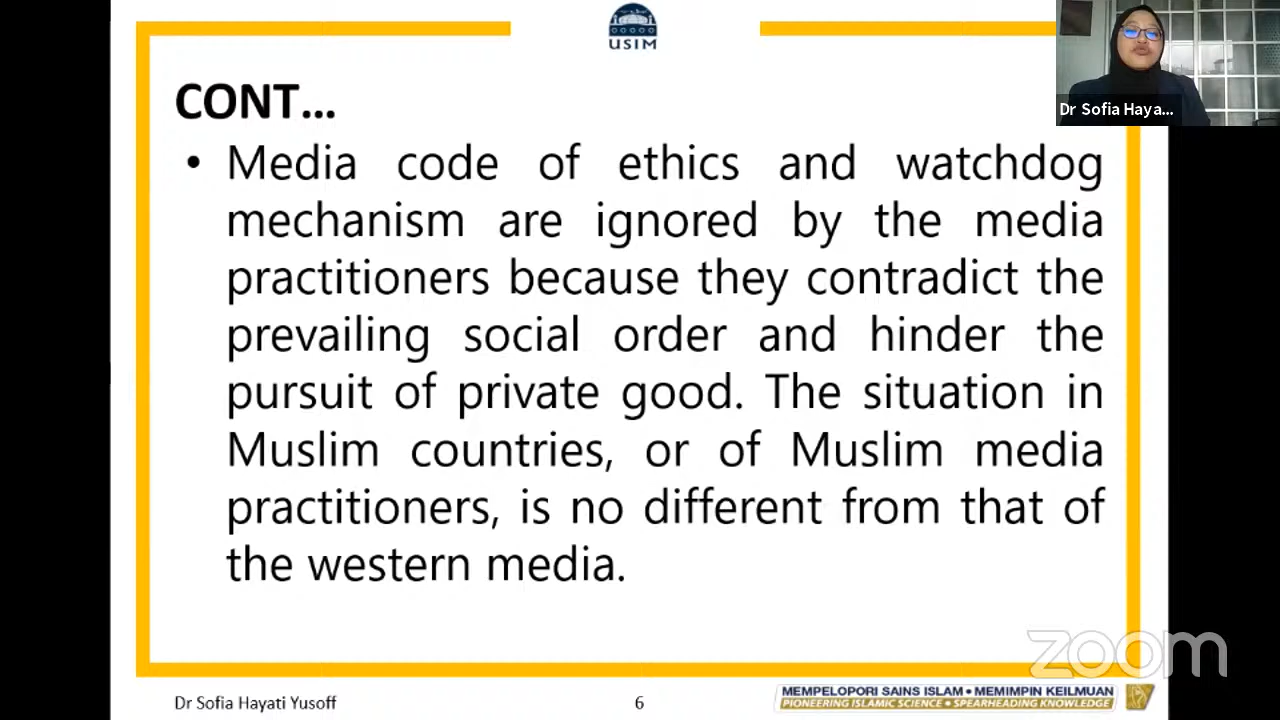 USIM
Dr Sofia Haya...
CONT...
• Media code of ethics and watchdog
mechanism are ignored by the media
practitioners because they contradict the
prevailing social order and hinder the
pursuit of private good. The situation in
Muslim countries, or of Muslim media
practitioners, is no different from that of
the western media.
zoom
Dr Sofia Hayati Yusoff
6
MEMPELOPORI SAINS ISLAM • MEMIMPIN KEILMUAN
PIONEERING ISLAMIC SCIENCE • SPEARHEADING KNOWLEDGE